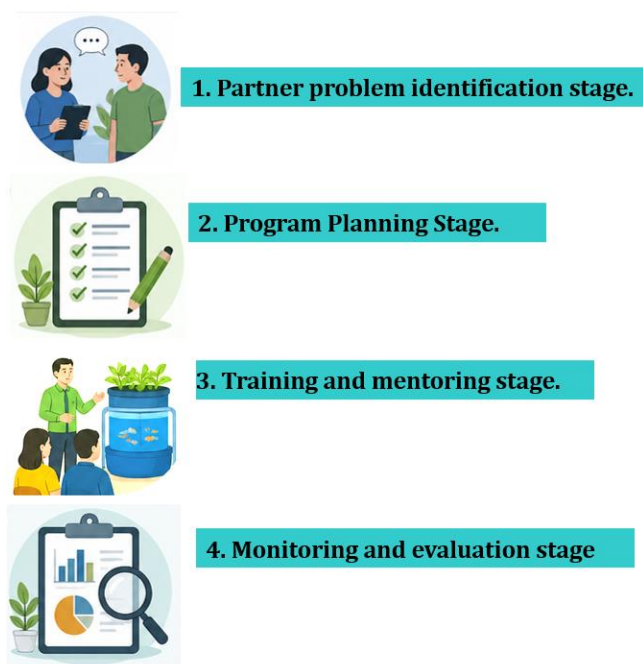 1. Partner problem identification stage.
2. Program Planning Stage.
3. Training and mentoring stage.
4. Monitoring and evaluation stage